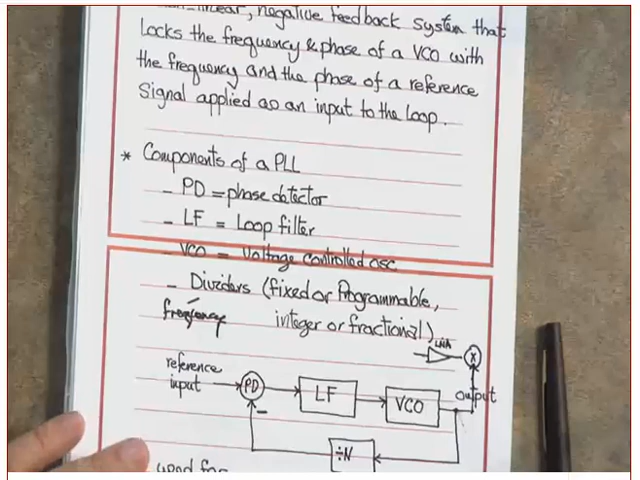 linear, negative feedback system that
locks the frequency & phase of a VCO with
the frequency and the phase of a reference
signal applied as an input to the loop.
* Components of a PLL
- PD = phase detector
- LF = Loop filter
- VCO = Voltage controlled osc
- Dividers (fixed or Programmable,
frequency integer or fractional)
LNA
X
reference
input
PD
LF
VCO
output
-
÷N
used for